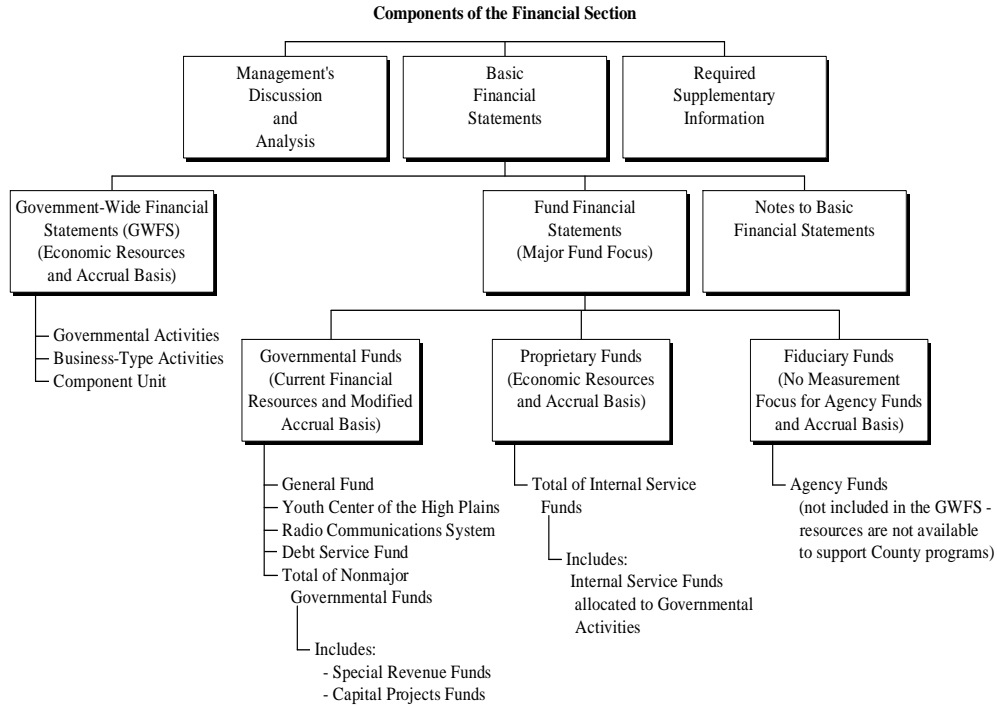 Components of the Financial Section
Management's
Discussion
and
Analysis
Basic
Financial
Statements
Required
Supplementary
Information
Government-Wide Financial
Statements (GWFS)
(Economic Resources
and Accrual Basis)
Fund Financial
Statements
(Major Fund Focus)
Notes to Basic
Financial Statements
Governmental Activities
Business-Type Activities
Component Unit
Governmental Funds
(Current Financial
Resources and Modified
Accrual Basis)
Proprietary Funds
(Economic Resources
and Accrual Basis)
Fiduciary Funds
(No Measurement
Focus for Agency Funds
and Accrual Basis)
General Fund
Youth Center of the High Plains
Radio Communications System
Debt Service Fund
Total of Nonmajor
Governmental Funds
Includes:
- Special Revenue Funds
- Capital Projects Funds
Total of Internal Service
Funds
Includes:
Internal Service Funds
allocated to Governmental
Activities
Agency Funds
(not included in the GWFS -
resources are not available
to support County programs)